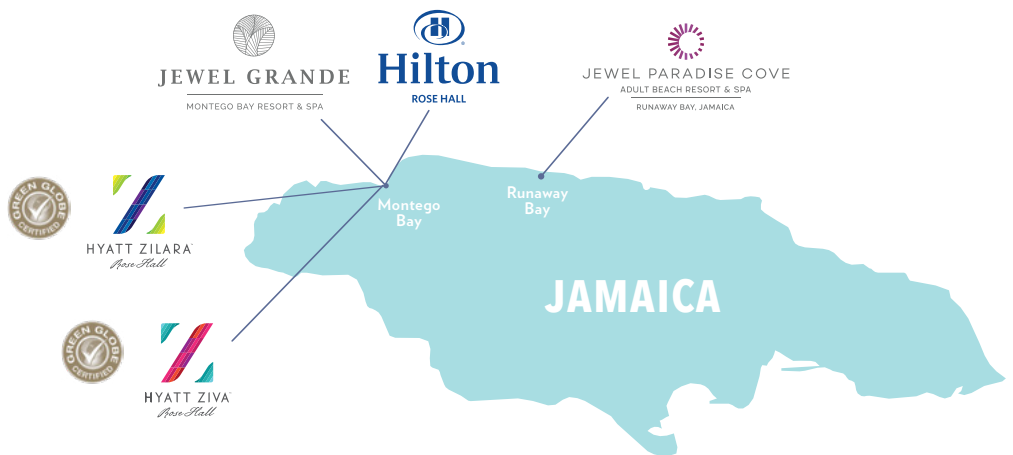 JEWEL GRANDE
MONTEGO BAY RESORT & SPA
H
Hilton
ROSE HALL
JEWEL PARADISE COVE
ADULT BEACH RESORT & SPA
RUNAWAY BAY, JAMAICA
GREEN GLOBE
CERTIFIED
Z
HYATT ZILARA
Rose Hall
Montego
Bay
Runaway
Bay
JAMAICA
GREEN GLOBE
CERTIFIED
Z
HYATT ZIVA
Rose Hall